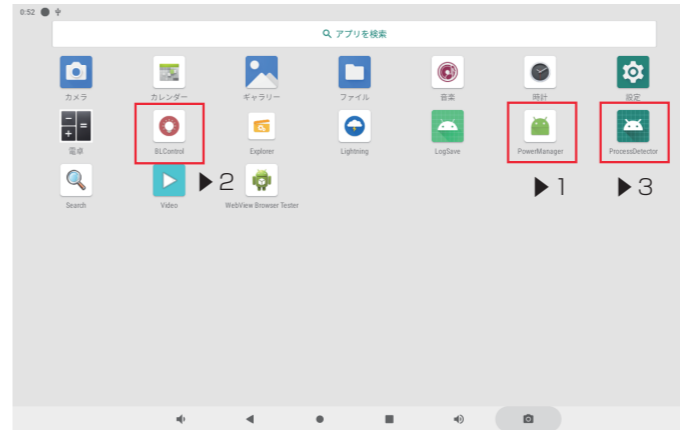 0:52
アプリを検索
カメラ カレンダー ギャラリー ファイル 音楽 時計 設定
電卓 BLControl Explorer Lightning LogSave PowerManager ProcessDetector
▶2 ▶1 ▶3
Search Video WebView Browser Tester